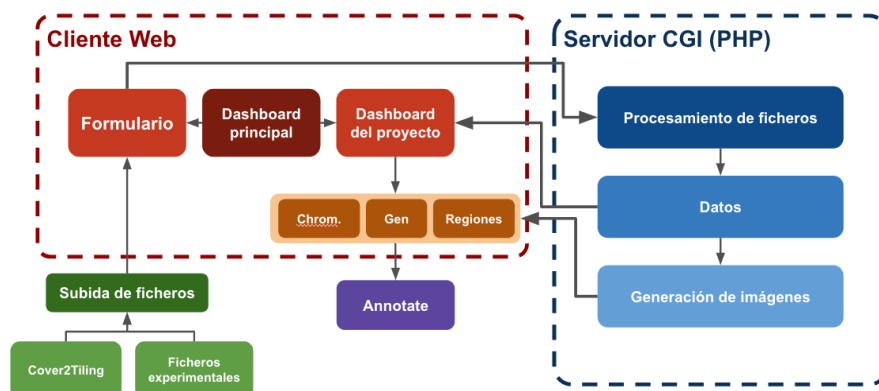 Cliente Web
Servidor CGI (PHP)
Formulario
Dashboard
principal
Dashboard
del proyecto
Procesamiento de ficheros
Chrom.
Gen
Regiones
Datos
Subida de ficheros
Annotate
Generación de imágenes
Cover2Tiling
Ficheros
experimentales